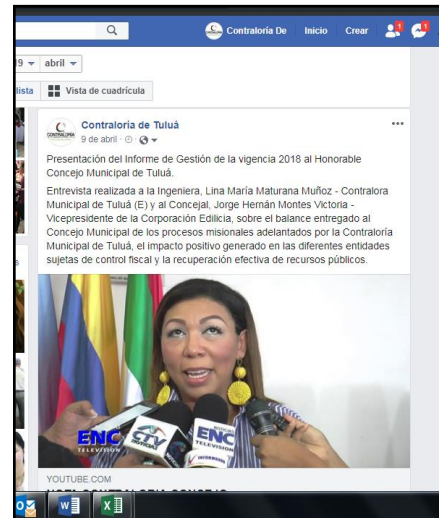 Contraloría De Inicio Crear 1 1
19 abril
lista Vista de cuadrícula
Contraloría de Tuluá
9 de abril
Presentación del Informe de Gestión de la vigencia 2018 al Honorable
Concejo Municipal de Tuluá.
Entrevista realizada a la Ingeniera, Lina María Maturana Muñoz - Contralora
Municipal de Tuluá (E) y al Concejal, Jorge Hernán Montes Victoria -
Vicepresidente de la Corporación Edilicia, sobre el balance entregado al
Concejo Municipal de los procesos misionales adelantados por la Contraloría
Municipal de Tuluá, el impacto positivo generado en las diferentes entidades
sujetas de control fiscal y la recuperación efectiva de recursos públicos.
ENC
TELEVISION
CTV
NOTICIAS
NOTICIAS
ENC
YOUTUBE.COM